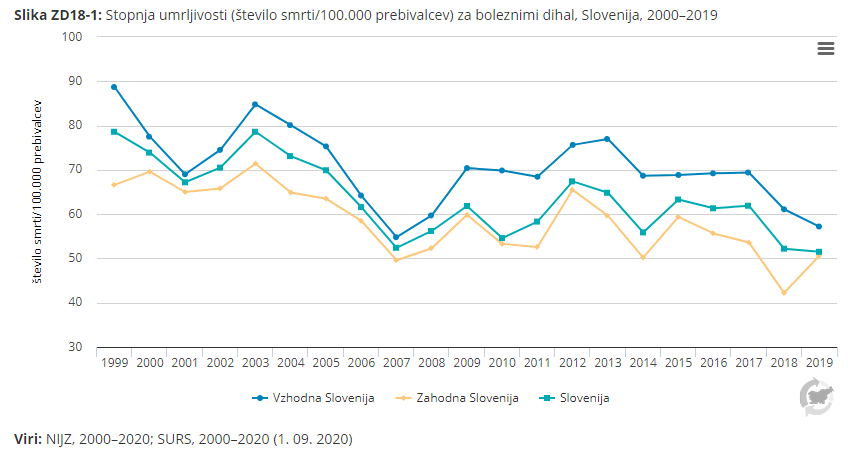 Slika ZD18-1: Stopnja umrljivosti (število smrti/100.000 prebivalcev) za boleznimi dihal, Slovenija, 2000–2019
100
90
80
70
60
50
40
30
število smrti/100.000 prebivalcev
1999 2000 2001 2002 2003 2004 2005 2006 2007 2008 2009 2010 2011 2012 2013 2014 2015 2016 2017 2018 2019
Vzhodna Slovenija Zahodna Slovenija Slovenija
Viri: NIJZ, 2000–2020; SURS, 2000–2020 (1. 09. 2020)